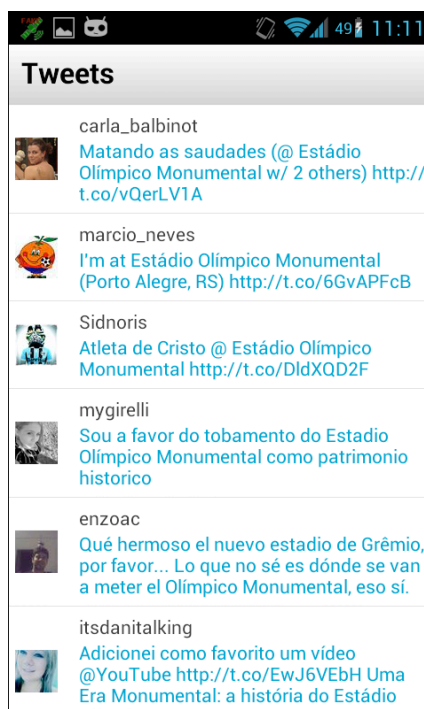 FAKE
49 11:11
Tweets
carla_balbinot
Matando as saudades (@ Estádio
Olímpico Monumental w/ 2 others) http://
t.co/vQerLV1A
marcio_neves
I'm at Estádio Olímpico Monumental
(Porto Alegre, RS) http://t.co/6GvAPFcB
Sidnoris
Atleta de Cristo @ Estádio Olímpico
Monumental http://t.co/DldXQD2F
mygirelli
Sou a favor do tobamento do Estadio
Olímpico Monumental como patrimonio
historico
enzoac
Qué hermoso el nuevo estadio de Grêmio,
por favor... Lo que no sé es dónde se van
a meter el Olímpico Monumental, eso sí.
itsdanitalking
Adicionei como favorito um vídeo
@YouTube http://t.co/EwJ6VEbH Uma
Era Monumental: a história do Estádio